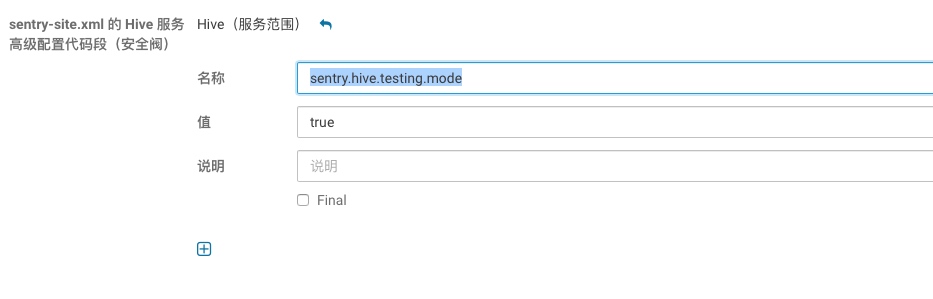 sentry-site.xml 的 Hive 服务
高级配置代码段（安全阀）
Hive（服务范围）
名称
sentry.hive.testing.mode
值
true
说明
说明
Final